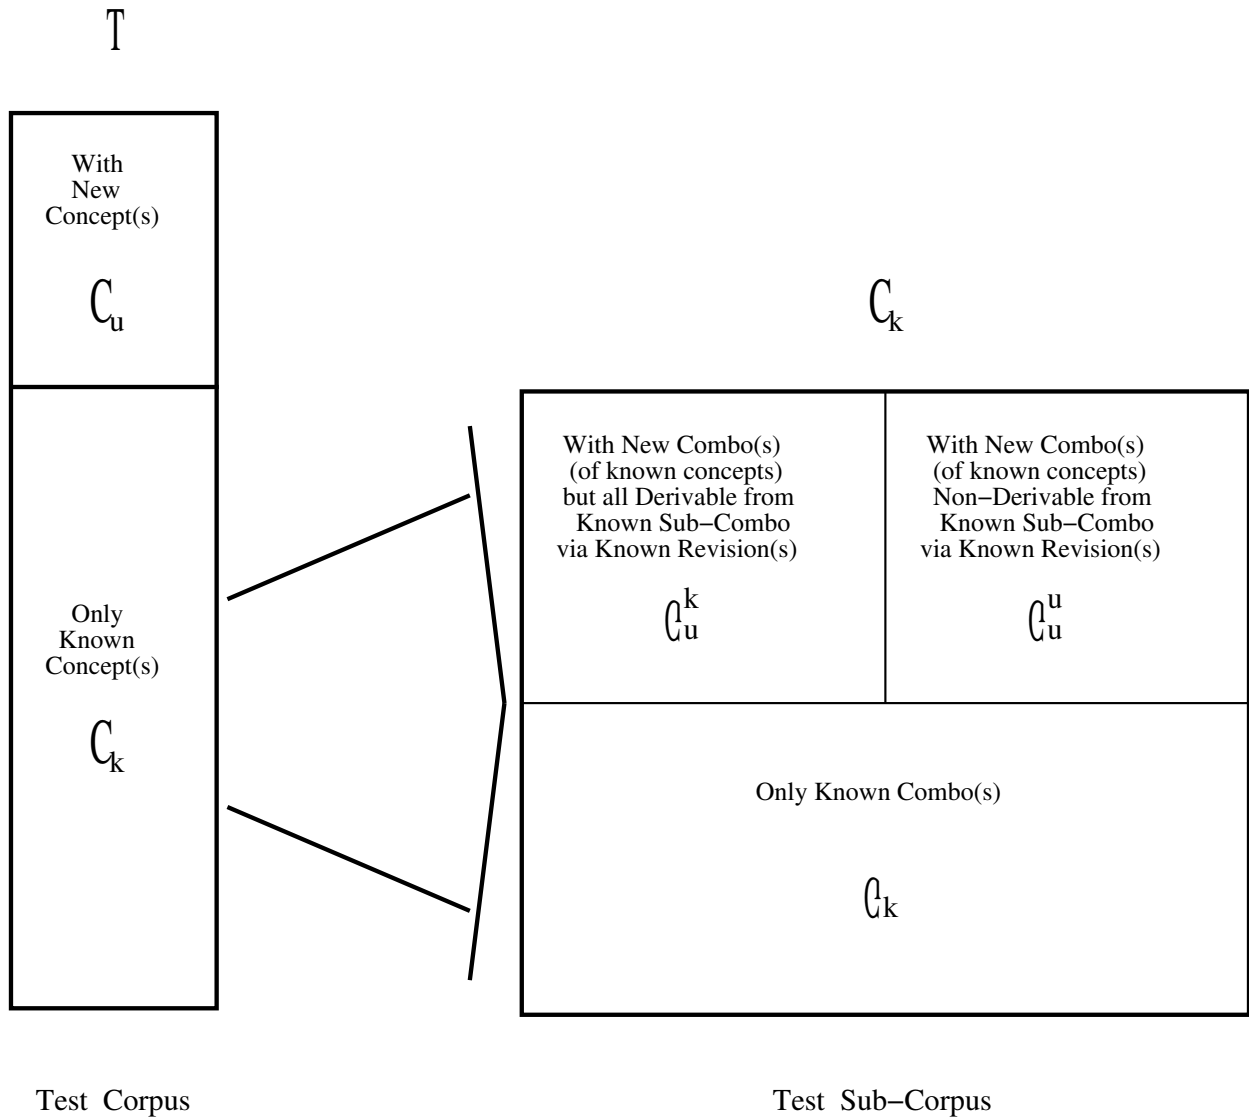 T
With
New
Concept(s)
C_u
Only
Known
Concept(s)
C_k
C_k
With New Combo(s)
(of known concepts)
but all Derivable from
Known Sub−Combo
via Known Revision(s)
C_u^k
With New Combo(s)
(of known concepts)
Non−Derivable from
Known Sub−Combo
via Known Revision(s)
C_u^u
Only Known Combo(s)
C_k
Test Corpus
Test Sub−Corpus